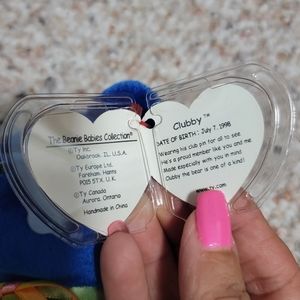 The Beanie Babies Collection®
©Ty Inc.
Oakbrook, IL. U.S.A.
©Ty Europe Ltd.
Fareham, Hants
PO15 5TX, U.K.
©Ty Canada
Aurora, Ontario
Handmade in China
Clubby™
DATE OF BIRTH : July 7, 1998
Wearing his club pin for all to see
He's a proud member like you and me
Made especially with you in mind
Clubby the bear is one of a kind!
www.ty.com